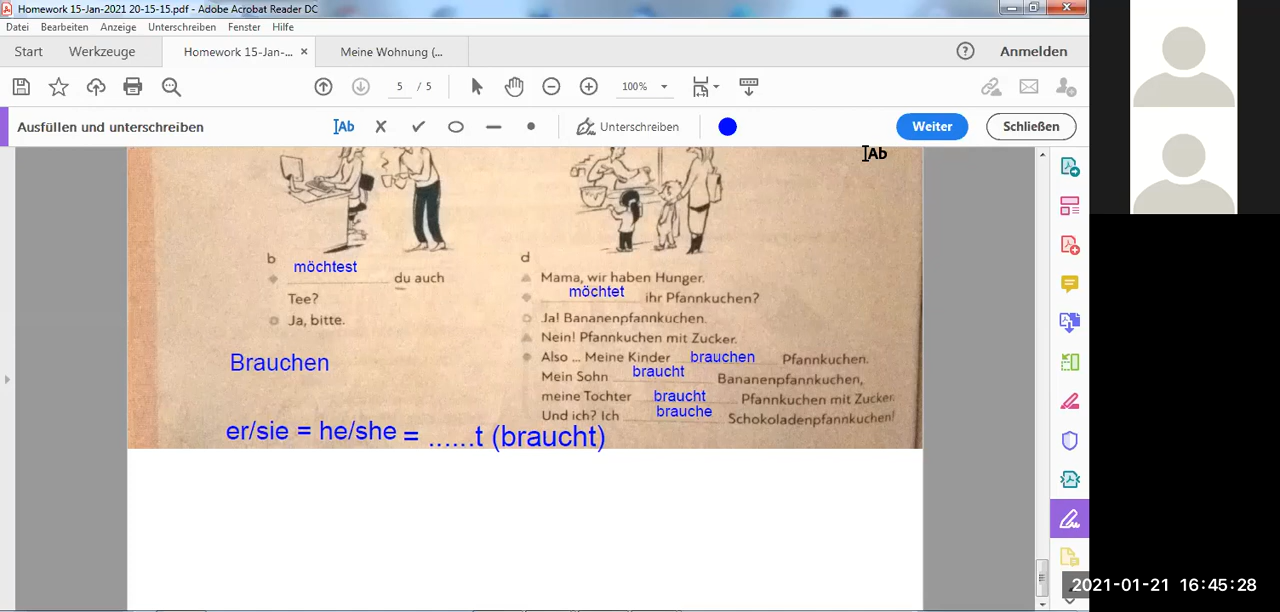 Homework 15-Jan-2021 20-15-15.pdf - Adobe Acrobat Reader DC
Datei Bearbeiten Anzeige Unterschreiben Fenster Hilfe
Start Werkzeuge Homework 15-Jan-... × Meine Wohnung (... Anmelden
5 / 5 100%
Ausfüllen und unterschreiben Ab Unterschreiben Weiter Schließen
Ab
b
möchtest du auch
Tee?
Ja, bitte.
Brauchen
er/sie = he/she = ......t (braucht)
d
Mama, wir haben Hunger.
möchtet ihr Pfannkuchen?
Ja! Bananenpfannkuchen.
Nein! Pfannkuchen mit Zucker.
Also ... Meine Kinder brauchen Pfannkuchen.
Mein Sohn braucht Bananenpfannkuchen,
meine Tochter braucht Pfannkuchen mit Zucker.
Und ich? Ich brauche Schokoladenpfannkuchen!
2021-01-21 16:45:28